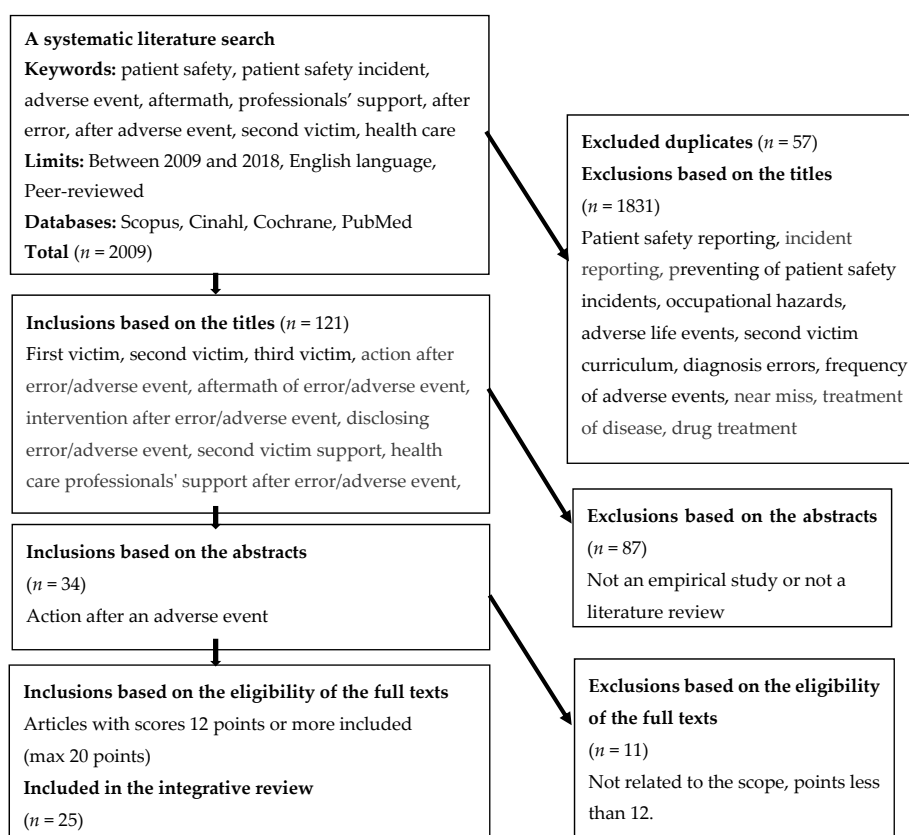 A systematic literature search
Keywords: patient safety, patient safety incident,
adverse event, aftermath, professionals’ support, after
error, after adverse event, second victim, health care
Limits: Between 2009 and 2018, English language,
Peer-reviewed
Databases: Scopus, Cinahl, Cochrane, PubMed
Total (n = 2009)
Excluded duplicates (n = 57)
Exclusions based on the titles
(n = 1831)
Patient safety reporting, incident
reporting, preventing of patient safety
incidents, occupational hazards,
adverse life events, second victim
curriculum, diagnosis errors, frequency
of adverse events, near miss, treatment
of disease, drug treatment
Inclusions based on the titles (n = 121)
First victim, second victim, third victim, action after
error/adverse event, aftermath of error/adverse event,
intervention after error/adverse event, disclosing
error/adverse event, second victim support, health
care professionals' support after error/adverse event,
Exclusions based on the abstracts
(n = 87)
Not an empirical study or not a
literature review
Inclusions based on the abstracts
(n = 34)
Action after an adverse event
Exclusions based on the eligibility
of the full texts
(n = 11)
Not related to the scope, points less
than 12.
Inclusions based on the eligibility of the full texts
Articles with scores 12 points or more included
(max 20 points)
Included in the integrative review
(n = 25)